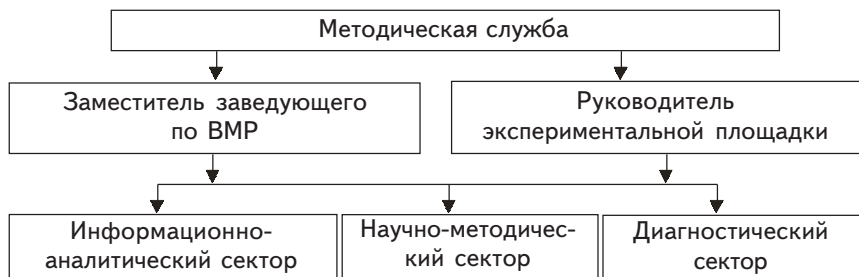 Методическая служба
Заместитель заведующего
по ВМР
Руководитель
экспериментальной площадки
Информационно-
аналитический сектор
Научно-методичес-
кий сектор
Диагностический
сектор